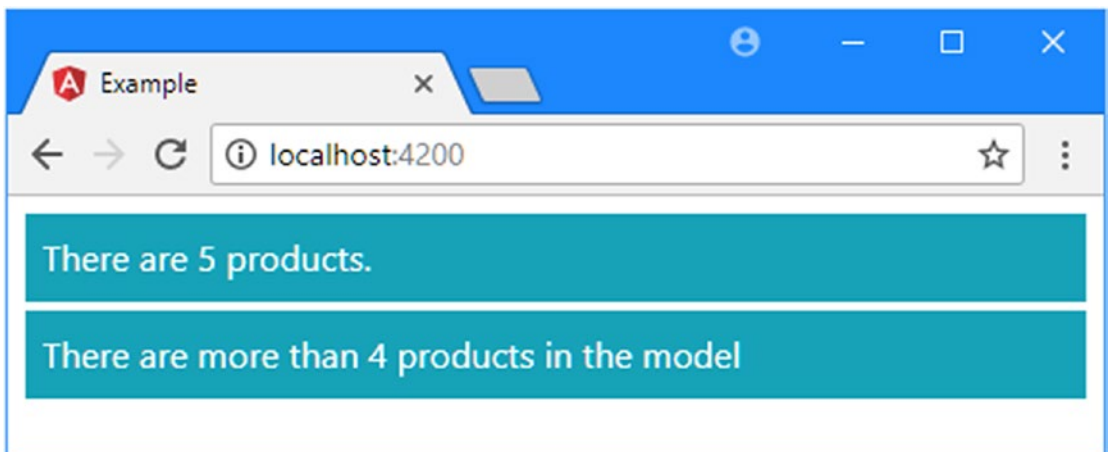 Example
localhost:4200
There are 5 products.
There are more than 4 products in the model